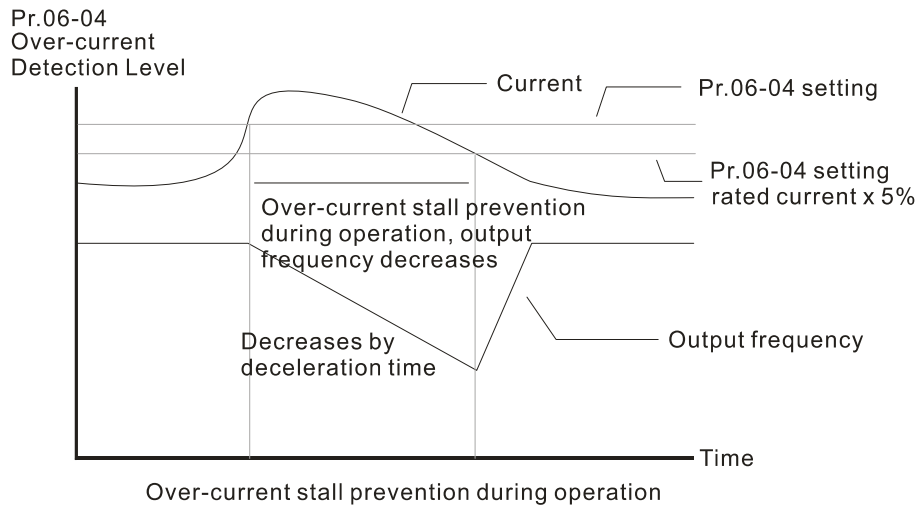 Pr.06-04
Over-current
Detection Level
Current
Pr.06-04 setting
Pr.06-04 setting
rated current x 5%
Over-current stall prevention
during operation, output
frequency decreases
Decreases by
deceleration time
Output frequency
Time
Over-current stall prevention during operation